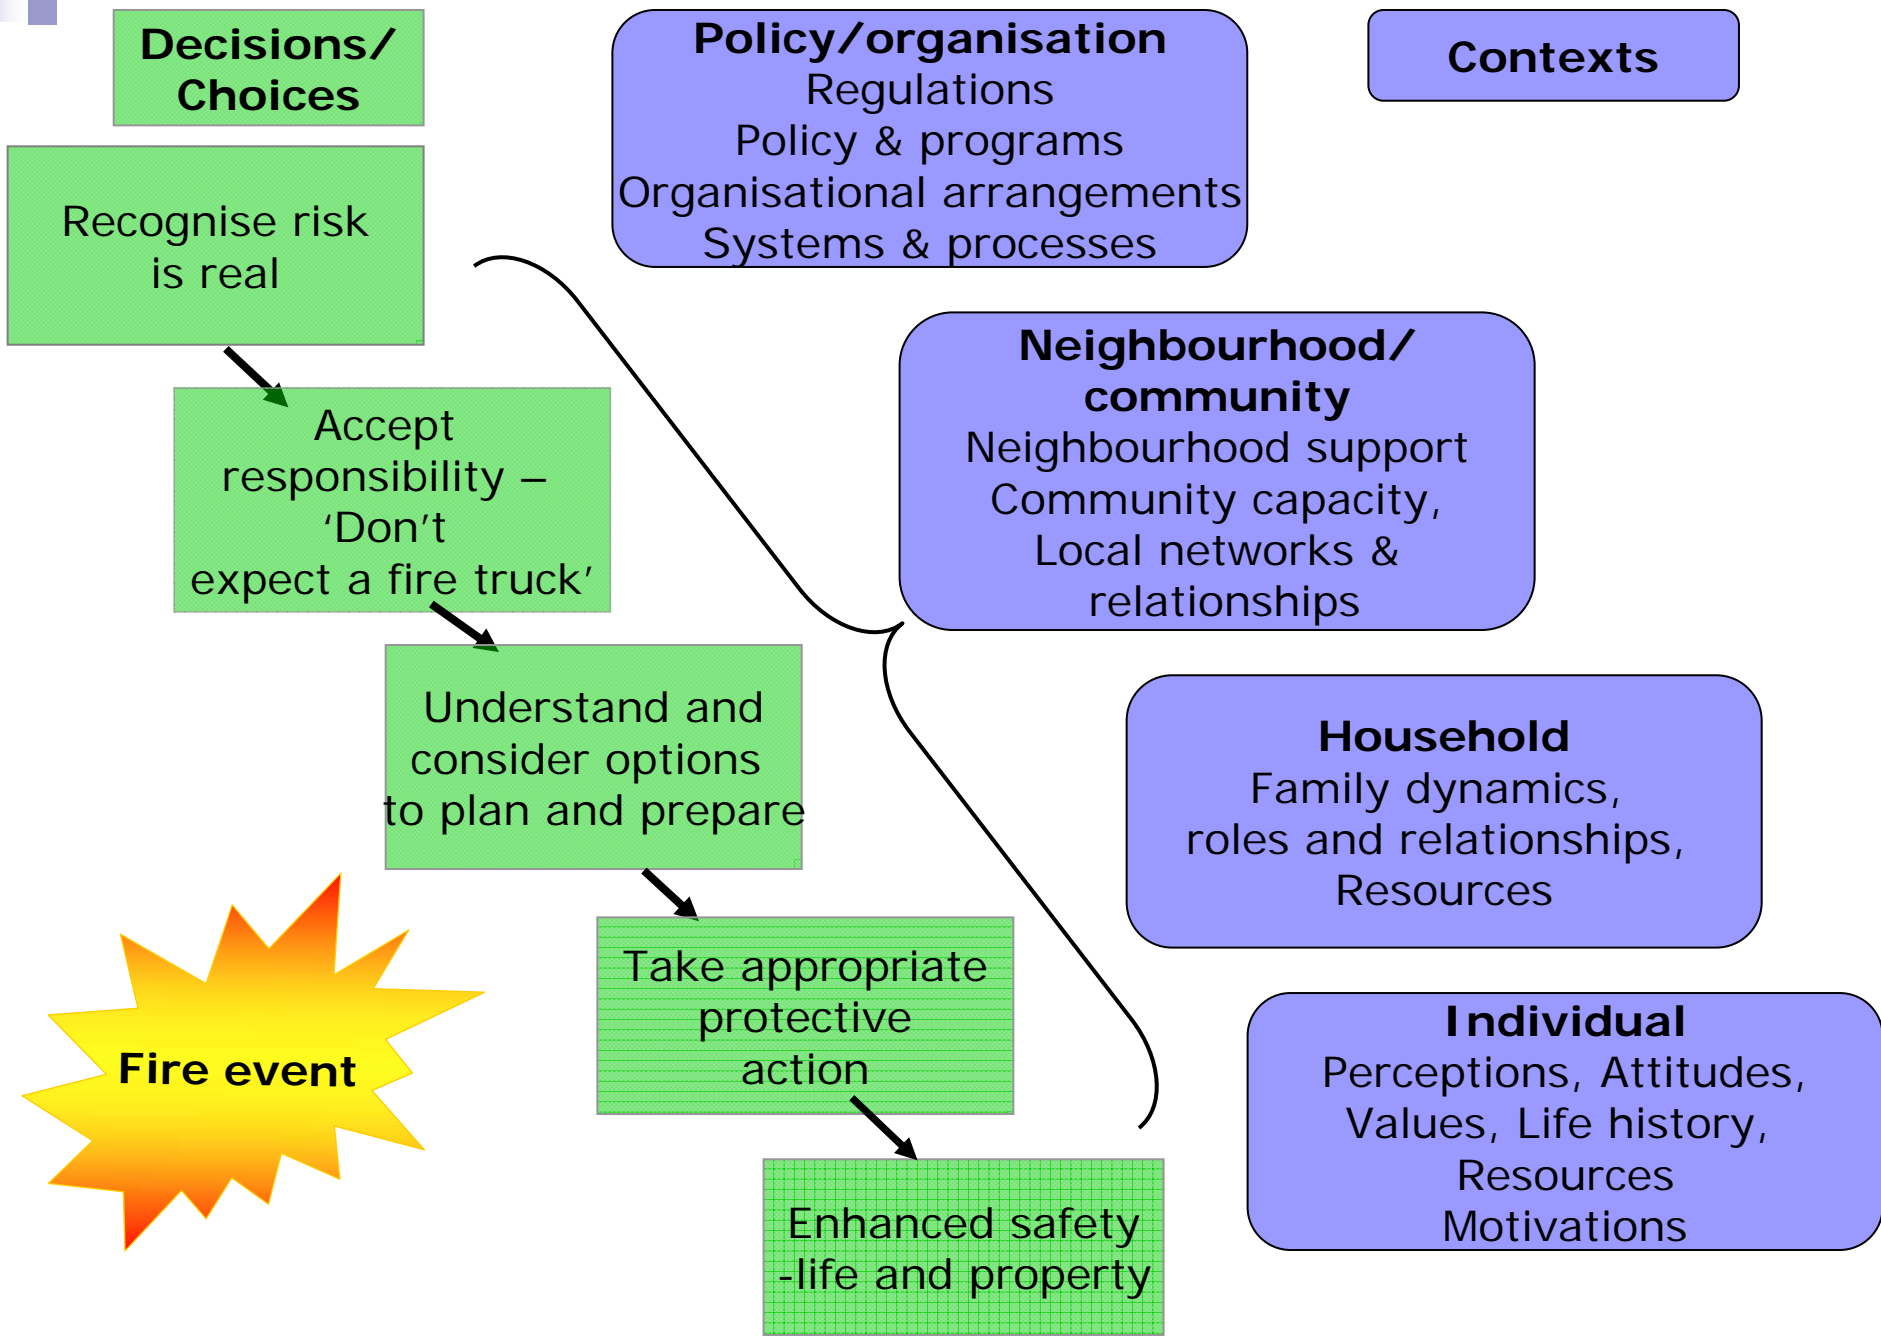 Decisions/
Choices
Policy/organisation
Regulations
Policy & programs
Organisational arrangements
Systems & processes
Contexts
Recognise risk
is real
Neighbourhood/
community
Neighbourhood support
Community capacity,
Local networks &
relationships
Accept
responsibility –
‘Don’t
expect a fire truck’
Understand and
consider options
to plan and prepare
Household
Family dynamics,
roles and relationships,
Resources
Fire event
Take appropriate
protective
action
Individual
Perceptions, Attitudes,
Values, Life history,
Resources
Motivations
Enhanced safety
-life and property